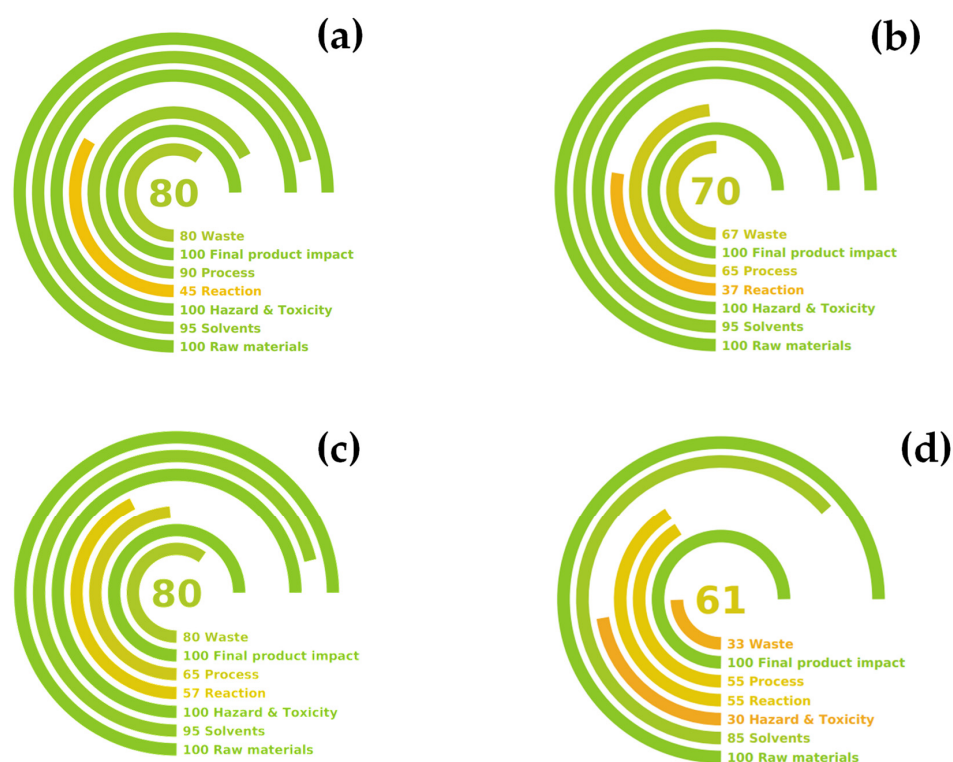 (a)
80
80 Waste
100 Final product impact
90 Process
45 Reaction
100 Hazard & Toxicity
95 Solvents
100 Raw materials
(b)
70
67 Waste
100 Final product impact
65 Process
37 Reaction
100 Hazard & Toxicity
95 Solvents
100 Raw materials
(c)
80
80 Waste
100 Final product impact
65 Process
57 Reaction
100 Hazard & Toxicity
95 Solvents
100 Raw materials
(d)
61
33 Waste
100 Final product impact
55 Process
55 Reaction
30 Hazard & Toxicity
85 Solvents
100 Raw materials